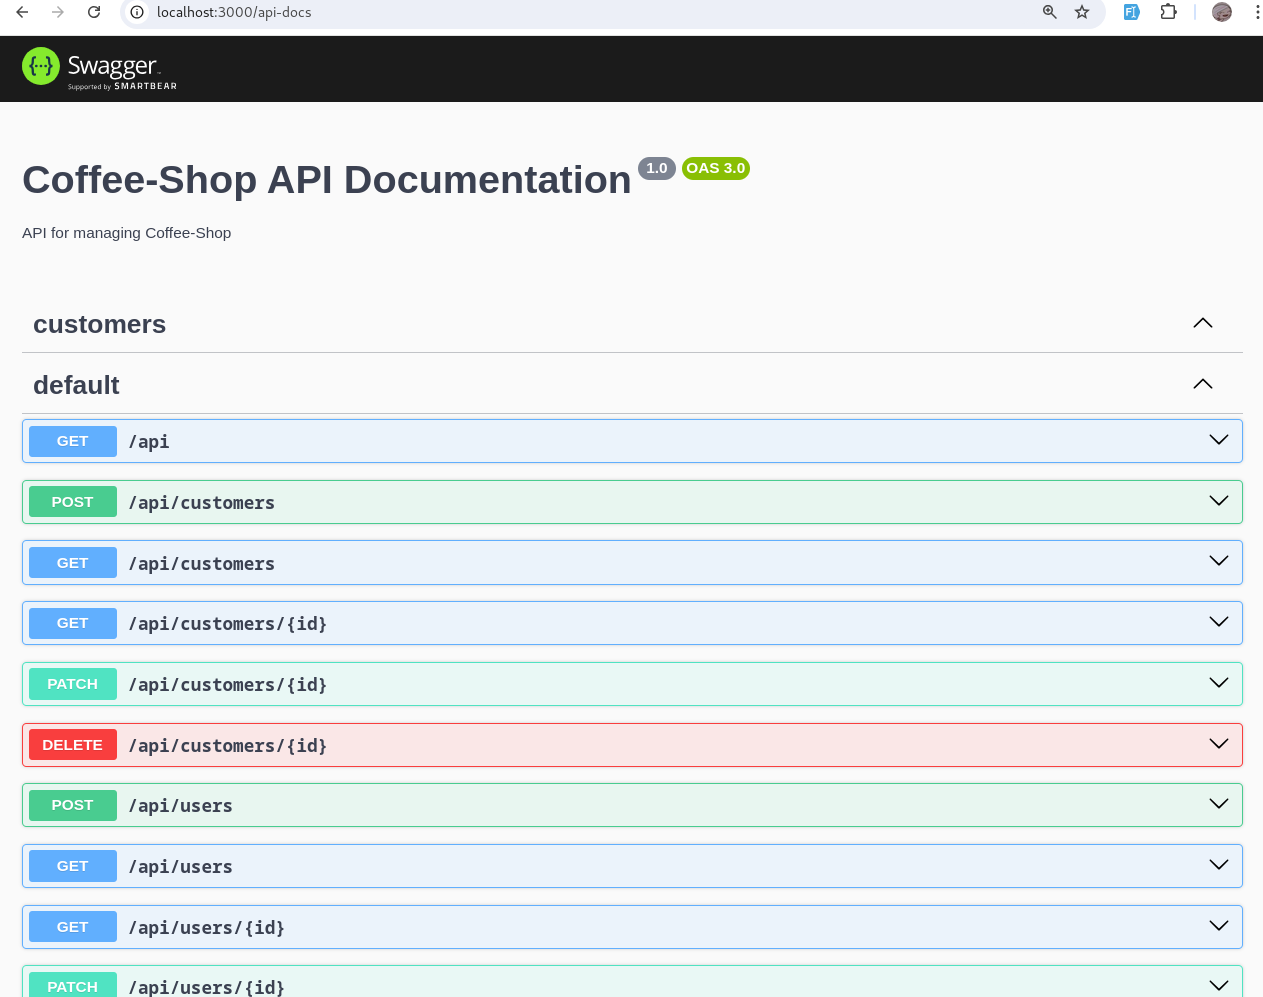 localhost:3000/api-docs
Swagger
Supported by SMARTBEAR
Coffee-Shop API Documentation 1.0 OAS 3.0
API for managing Coffee-Shop
customers
default
GET /api
POST /api/customers
GET /api/customers
GET /api/customers/{id}
PATCH /api/customers/{id}
DELETE /api/customers/{id}
POST /api/users
GET /api/users
GET /api/users/{id}
PATCH /api/users/{id}